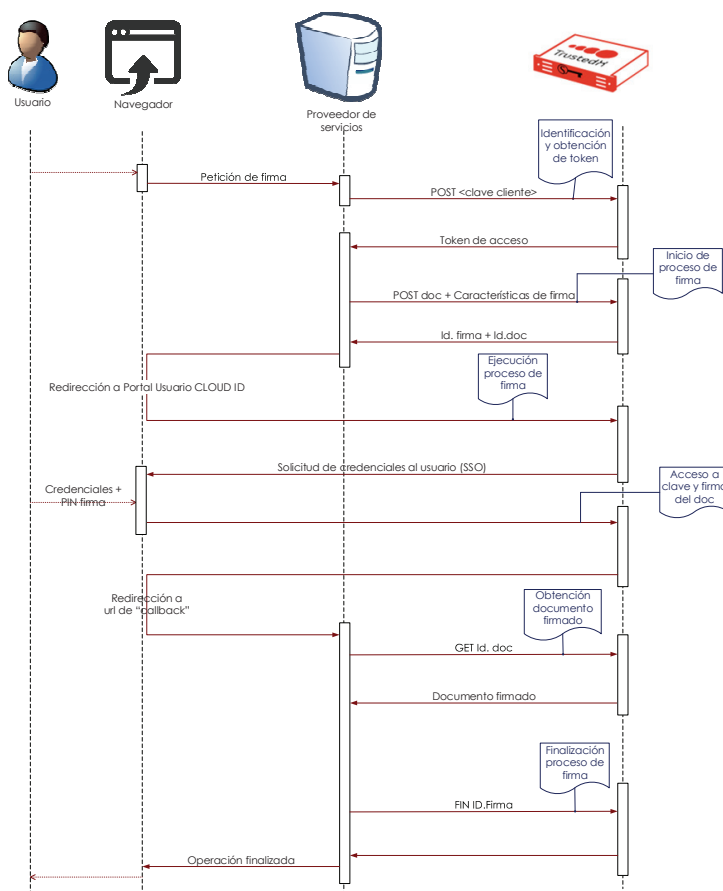 TrustedX
Usuario
Navegador
Proveedor de
servicios
Identificación
y obtención
de token
Petición de firma
POST <clave cliente>
Token de acceso
Inicio de
proceso de
firma
POST doc + Características de firma
Id. firma + Id.doc
Ejecución
proceso de
firma
Redirección a Portal Usuario CLOUD ID
Solicitud de credenciales al usuario (SSO)
Acceso a
clave y firma
del doc
Credenciales +
PIN firma
Redirección a
url de “callback”
Obtención
documento
firmado
GET Id. doc
Documento firmado
Finalización
proceso de
firma
FIN ID.Firma
Operación finalizada